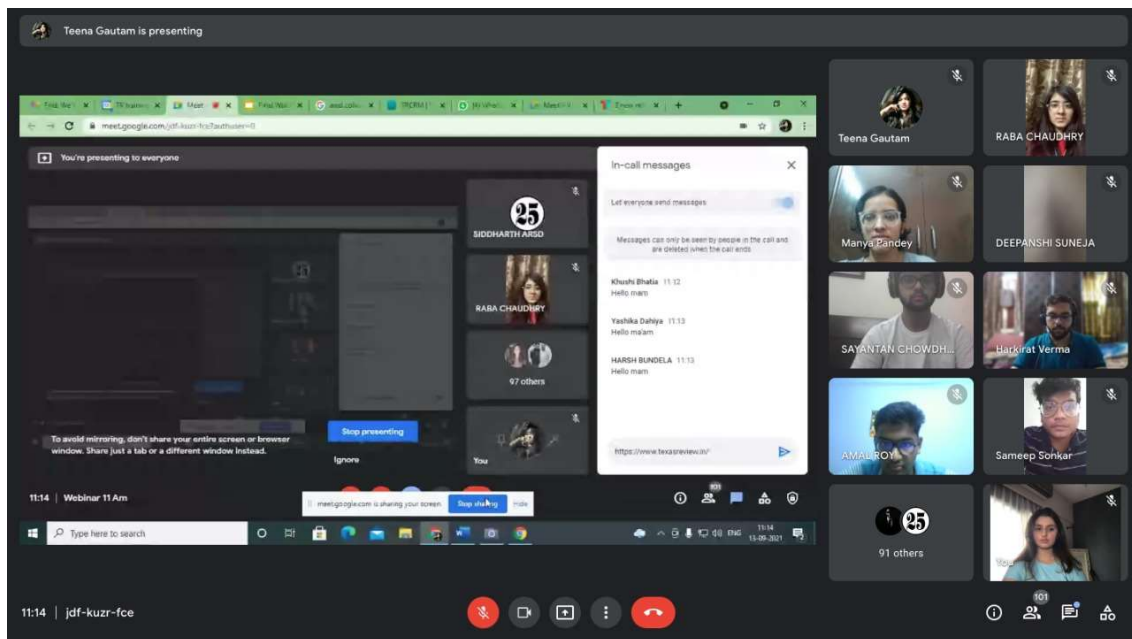 Teena Gautam is presenting
Meet
meet.google.com/jdf-kuzr-fce?authuser=0
You're presenting to everyone
In-call messages
Let everyone send messages
Messages can only be seen by people in the call and
are deleted when the call ends
Khushi Bhatia 11:12
Hello mam
Yashika Dahiya 11:13
Hello ma'am
HARSH BUNDELA 11:13
Hello mam
https://www.texasreview.in/
25
SIDDHARTH ARSD
RABA CHAUDHRY
97 others
You
To avoid mirroring, don't share your entire screen or browser
window. Share just a tab or a different window instead.
Stop presenting
Ignore
11:14 | Webinar 11 Am
meet.google.com is sharing your screen.
Stop sharing
Hide
101
Type here to search
ENG
11:14
13-09-2021
Teena Gautam
RABA CHAUDHRY
Manya Pandey
DEEPANSHI SUNEJA
SAYANTAN CHOWDH...
Harkirat Verma
AMAL ROY
Sameep Sonkar
25
91 others
You
11:14 | jdf-kuzr-fce
101